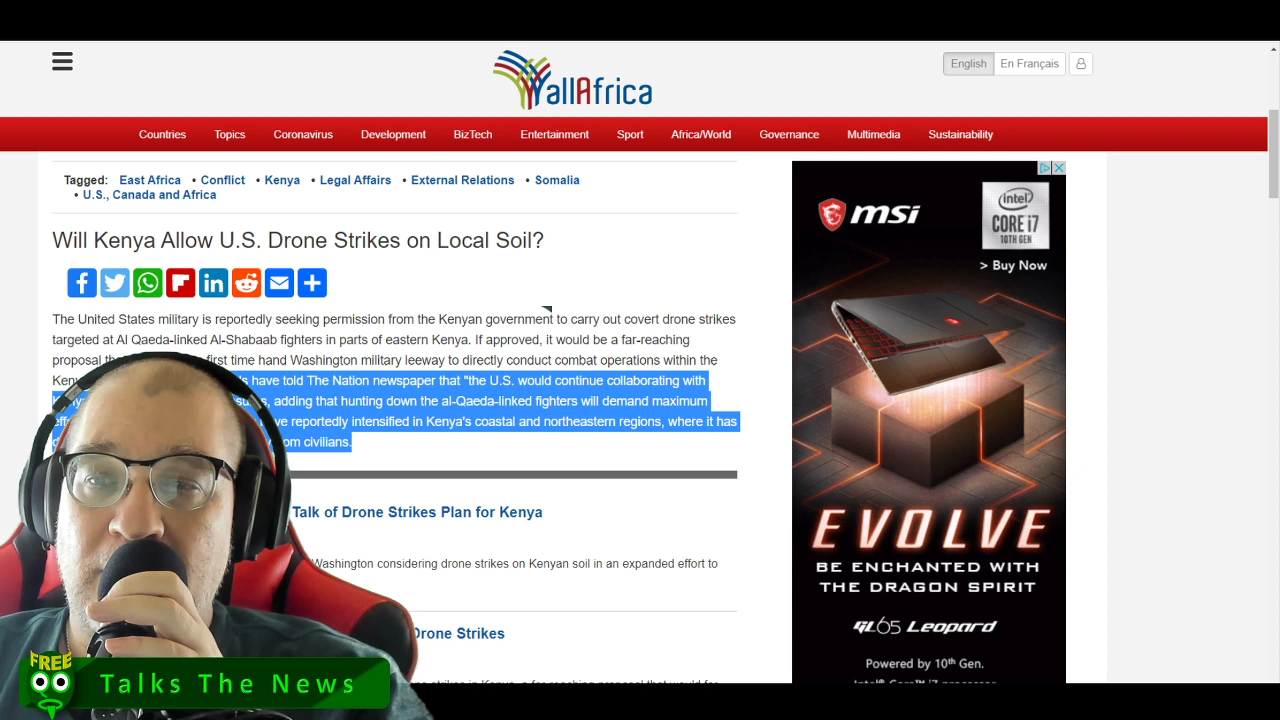 allAfrica
English
En Français
Countries
Topics
Coronavirus
Development
BizTech
Entertainment
Sport
Africa/World
Governance
Multimedia
Sustainability
Tagged: East Africa • Conflict • Kenya • Legal Affairs • External Relations • Somalia
• U.S., Canada and Africa
Will Kenya Allow U.S. Drone Strikes on Local Soil?
The United States military is reportedly seeking permission from the Kenyan government to carry out covert drone strikes
targeted at Al Qaeda-linked Al-Shabaab fighters in parts of eastern Kenya. If approved, it would be a far-reaching
proposal first time hand Washington military leeway to directly conduct combat operations within the
have told The Nation newspaper that "the U.S. would continue collaborating with
adding that hunting down the al-Qaeda-linked fighters will demand maximum
reportedly intensified in Kenya's coastal and northeastern regions, where it has
civilians.
Talk of Drone Strikes Plan for Kenya
Washington considering drone strikes on Kenyan soil in an expanded effort to
Drone Strikes
msi
intel
CORE i7
10TH GEN
> Buy Now
EVOLVE
BE ENCHANTED WITH
THE DRAGON SPIRIT
GL65 Leopard
Powered by 10th Gen.
FREE
Talks The News